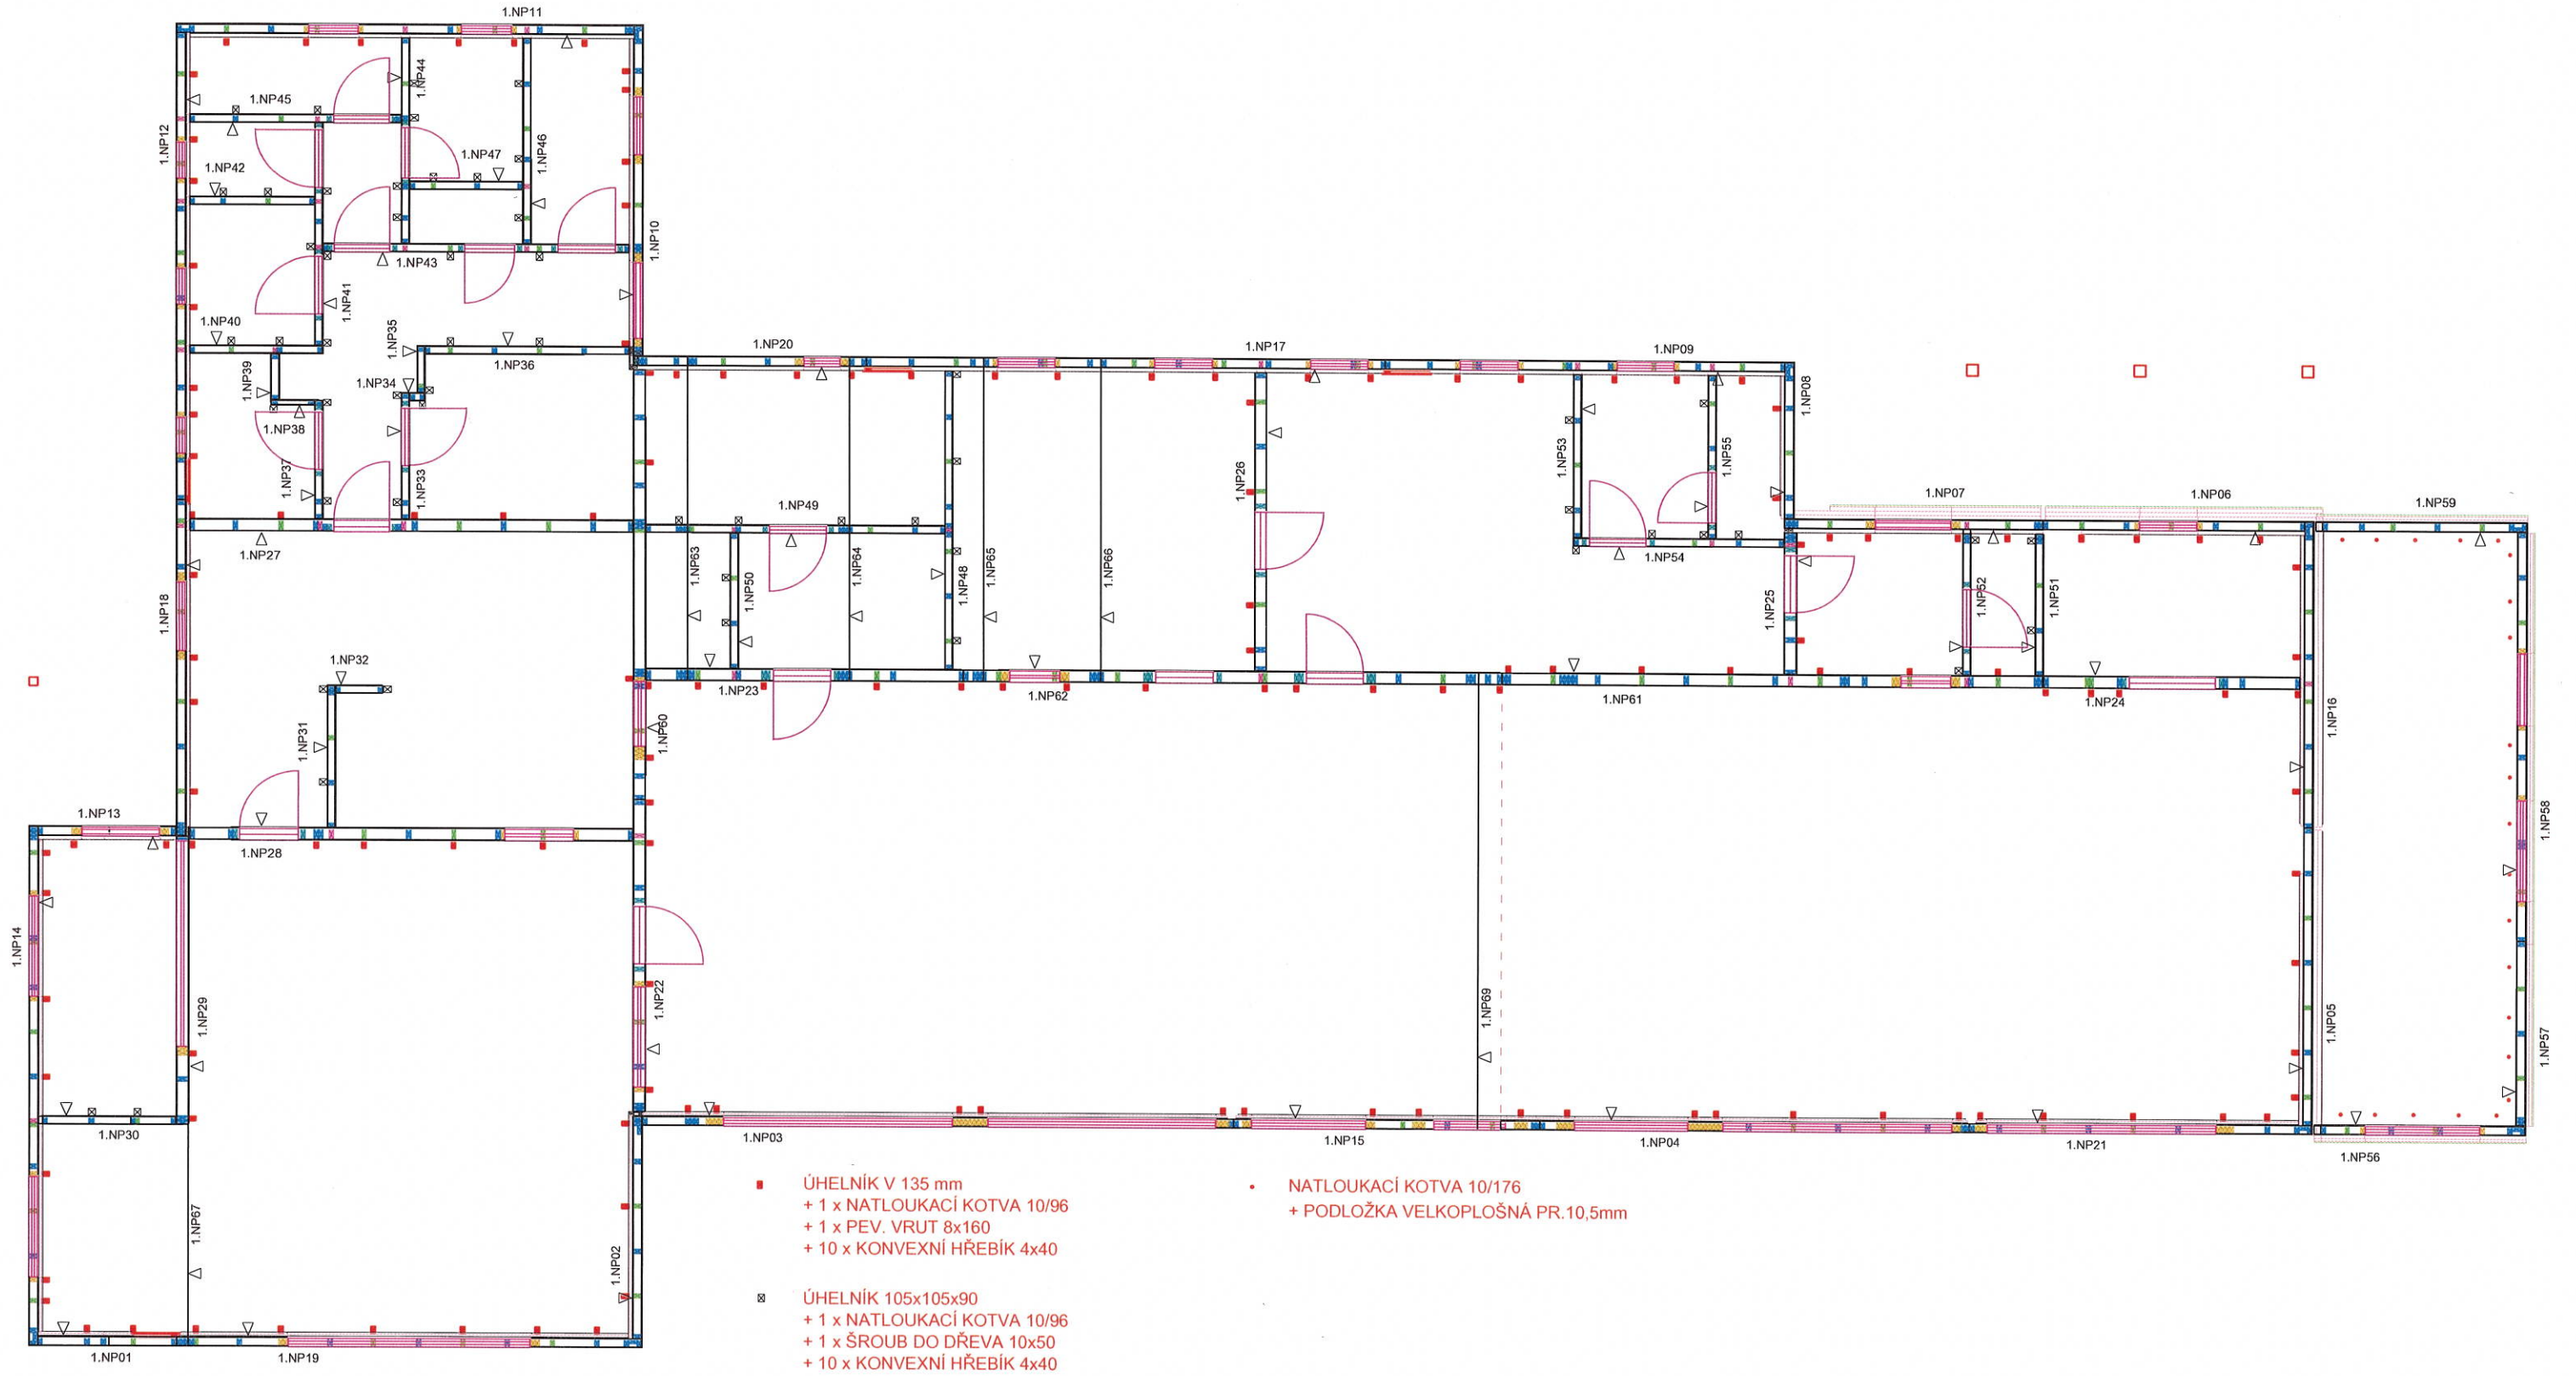 1.NP11
1.NP44
1.NP45
1.NP12
1.NP46
1.NP47
1.NP42
1.NP10
1.NP43
1.NP41
1.NP40
1.NP35
1.NP36
1.NP39
1.NP34
1.NP38
1.NP37
1.NP33
1.NP20
1.NP17
1.NP09
1.NP08
1.NP26
1.NP53
1.NP55
1.NP49
1.NP07
1.NP06
1.NP59
1.NP27
1.NP63
1.NP50
1.NP64
1.NP48
1.NP65
1.NP66
1.NP54
1.NP25
1.NP52
1.NP51
1.NP18
1.NP32
1.NP31
1.NP23
1.NP62
1.NP61
1.NP24
1.NP16
1.NP60
1.NP13
1.NP28
1.NP58
1.NP14
1.NP29
1.NP22
1.NP69
1.NP05
1.NP57
1.NP30
1.NP03
1.NP15
1.NP04
1.NP21
1.NP56
1.NP67
1.NP02
1.NP01
1.NP19
ÚHELNÍK V 135 mm
+ 1 x NATLOUKACÍ KOTVA 10/96
+ 1 x PEV. VRUT 8x160
+ 10 x KONVEXNÍ HŘEBÍK 4x40
ÚHELNÍK 105x105x90
+ 1 x NATLOUKACÍ KOTVA 10/96
+ 1 x ŠROUB DO DŘEVA 10x50
+ 10 x KONVEXNÍ HŘEBÍK 4x40
NATLOUKACÍ KOTVA 10/176
+ PODLOŽKA VELKOPLOŠNÁ PR.10,5mm